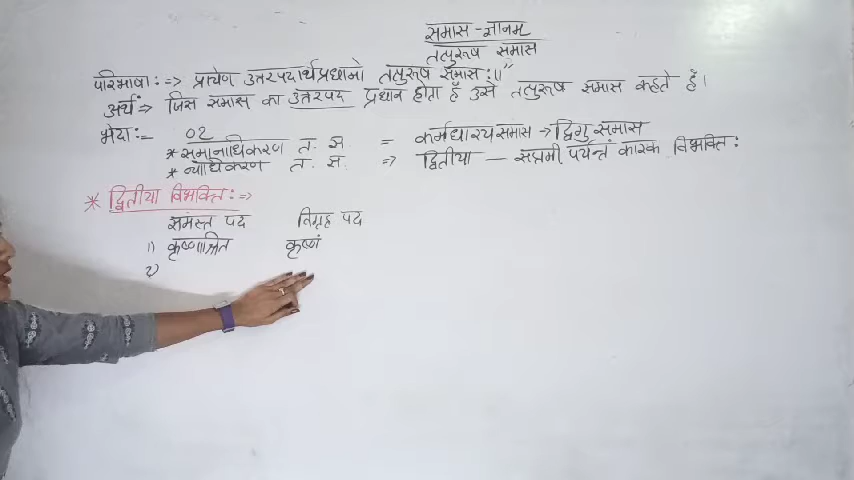 समास-ज्ञानम्
तत्पुरुष समास
परिभाषा:=> प्रायेण उत्तरपदार्थप्रधानो तत्पुरुष समास:॥”
अर्थ=> जिस समास का उत्तरपद प्रधान होता हैं उसे तत्पुरुष समास कहते हैं।
भेदा:= 02
* समानाधिकरण त. स. = कर्मधारय समास → द्विगु समास
* व्याधिकरण त. स. => द्वितीया — सप्तमी पर्यन्तं कारक विभक्ति:
* द्वितीया विभक्ति:=>
समस्त पद विग्रह पद
1) कृष्णाश्रित कृष्णं
2)